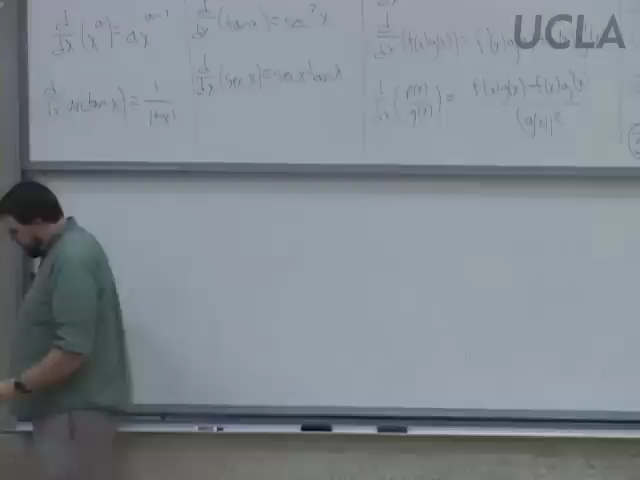 d/dx (x^a) = ax^(a-1)
d/dx (tan x) = sec^2 x
UCLA
d/dx (sec x) = sec x tan x
d/dx (f(x)g(x)) = f'(x)g
d/dx (arctan x) = 1/(1+x^2)
d/dx (f(x)/g(x)) = f'(x)g(x) - f(x)g'(x) / (g(x))^2